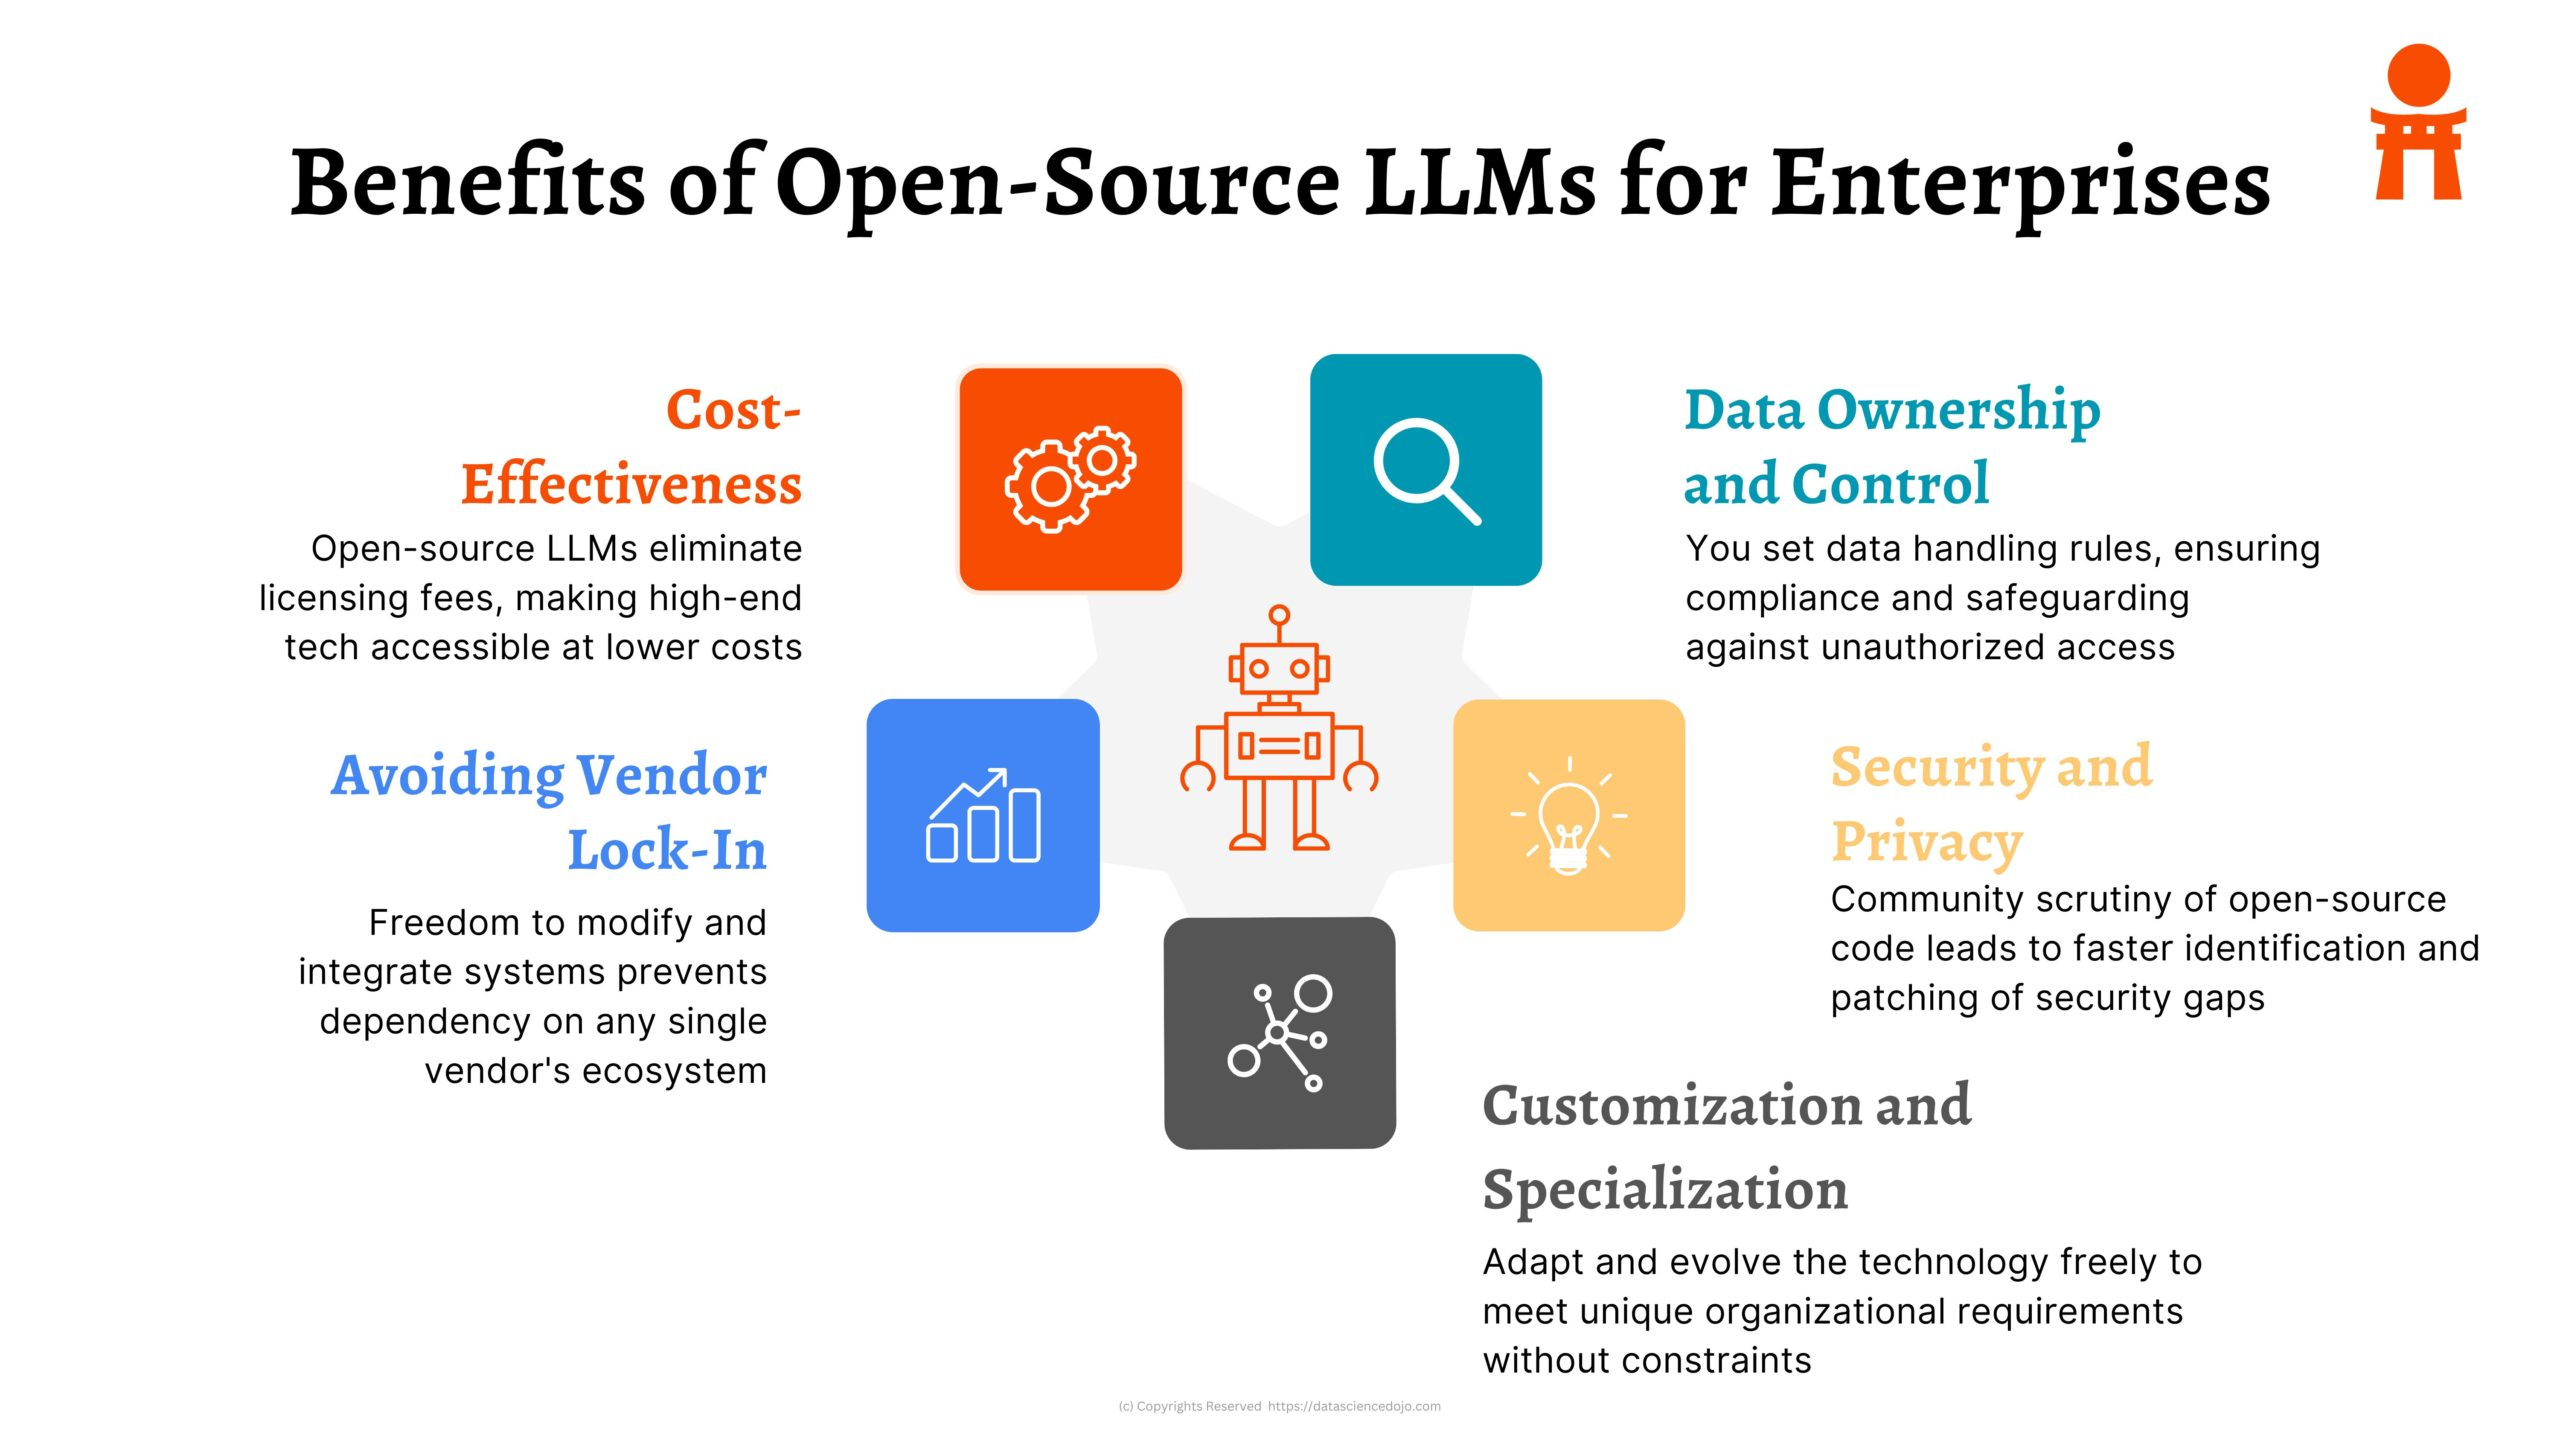 Benefits of Open-Source LLMs for Enterprises
Cost-
Effectiveness
Open-source LLMs eliminate
licensing fees, making high-end
tech accessible at lower costs
Data Ownership
and Control
You set data handling rules, ensuring
compliance and safeguarding
against unauthorized access
Avoiding Vendor
Lock-In
Freedom to modify and
integrate systems prevents
dependency on any single
vendor's ecosystem
Security and
Privacy
Community scrutiny of open-source
code leads to faster identification and
patching of security gaps
Customization and
Specialization
Adapt and evolve the technology freely to
meet unique organizational requirements
without constraints
(c) Copyrights Reserved https://datasciencedojo.com